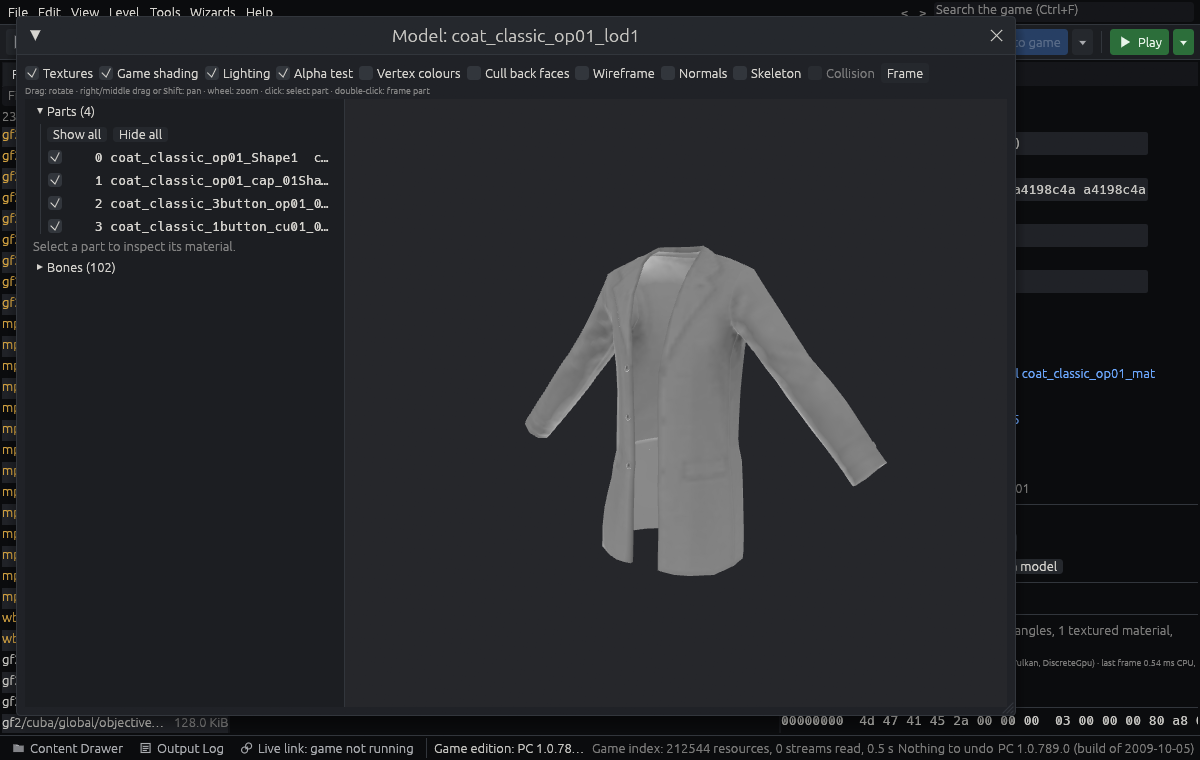 File Edit View Level Tools Wizards Help
< > Search the game (Ctrl+F)
Model: coat_classic_op01_lod1
to game
Play
Textures Game shading Lighting Alpha test Vertex colours Cull back faces Wireframe Normals Skeleton Collision Frame
Drag: rotate · right/middle drag or Shift: pan · wheel: zoom · click: select part · double-click: frame part
Parts (4)
Show all Hide all
0 coat_classic_op01_Shape1 c…
1 coat_classic_op01_cap_01Sha…
2 coat_classic_3button_op01_0…
3 coat_classic_1button_cu01_0…
Select a part to inspect its material.
Bones (102)
a4198c4a a4198c4a
coat_classic_op01_mat
01
model
angles, 1 textured material,
DiscreteGpu) · last frame 0.54 ms CPU,
gf2/cuba/global/objective… 128.0 KiB
00000000 4d 47 41 45 2a 00 00 00 03 00 00 00 80 a8 0
Content Drawer Output Log Live link: game not running Game edition: PC 1.0.78… Game index: 212544 resources, 0 streams read, 0.5 s Nothing to undo PC 1.0.789.0 (build of 2009-10-05)